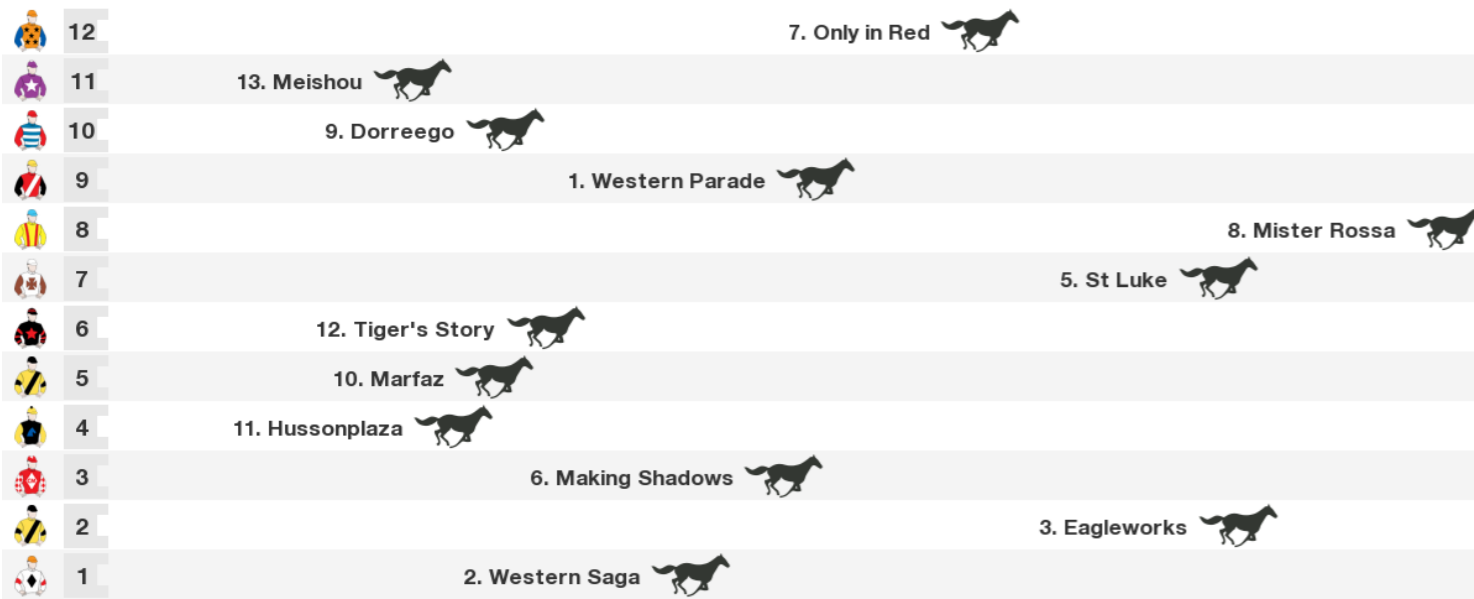 12 7. Only in Red
11 13. Meishou
10 9. Dorreego
9 1. Western Parade
8 8. Mister Rossa
7 5. St Luke
6 12. Tiger's Story
5 10. Marfaz
4 11. Hussonplaza
3 6. Making Shadows
2 3. Eagleworks
1 2. Western Saga